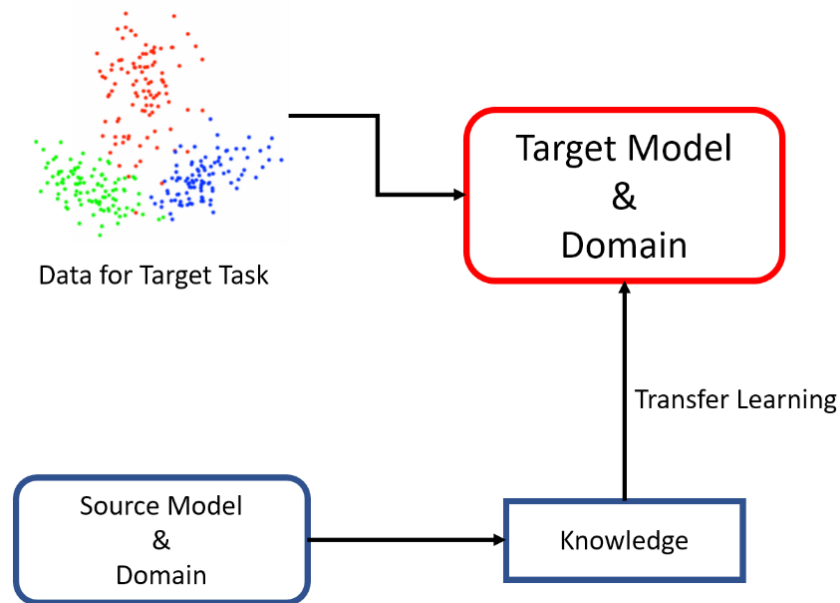 Target Model
&
Domain
Data for Target Task
Transfer Learning
Source Model
&
Domain
Knowledge